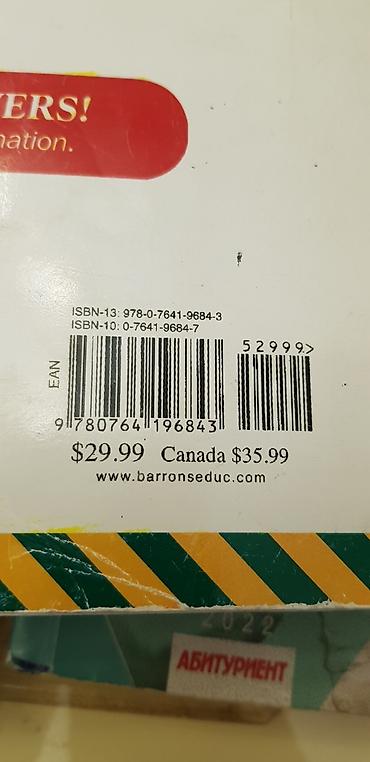 ERS!
nation.
ISBN-13: 978-0-7641-9684-3
ISBN-10: 0-7641-9684-7
52999>
EAN
9 780764 196843
$29.99 Canada $35.99
www.barronseduc.com
2022
АБИТУРИЕНТ